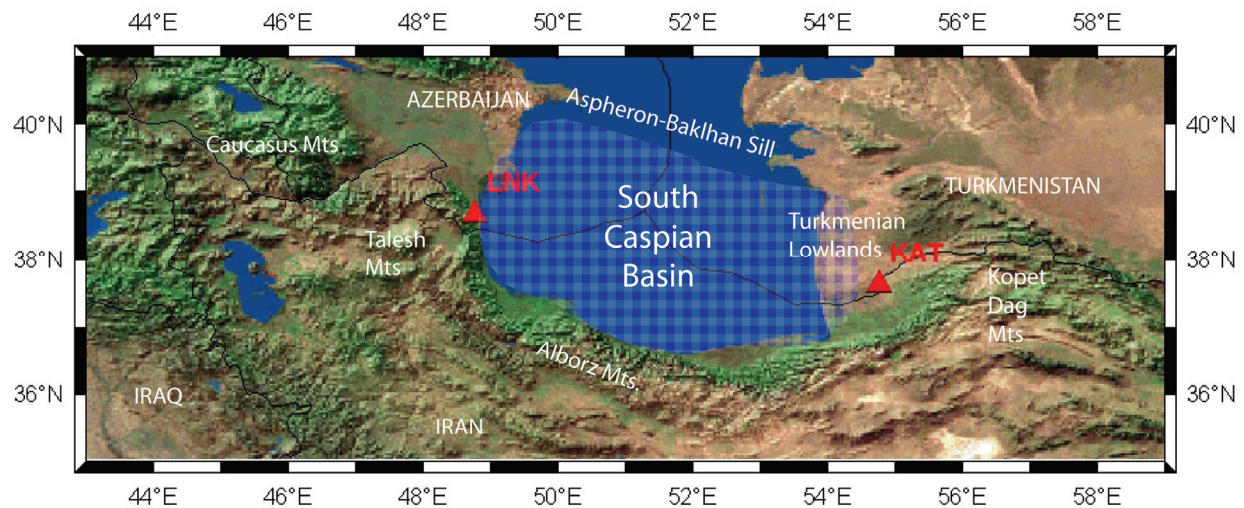 44°E 46°E 48°E 50°E 52°E 54°E 56°E 58°E
AZERBAIJAN
Aspheron-Baklhan Sill
40°N
40°N
Caucasus Mts.
LNK
South
Caspian
Basin
TURKMENISTAN
Turkmenian
Lowlands
Talesh
Mts
KAT
38°N
38°N
Kopet
Dag
Mts
Alborz Mts.
36°N
36°N
IRAQ
IRAN
44°E 46°E 48°E 50°E 52°E 54°E 56°E 58°E